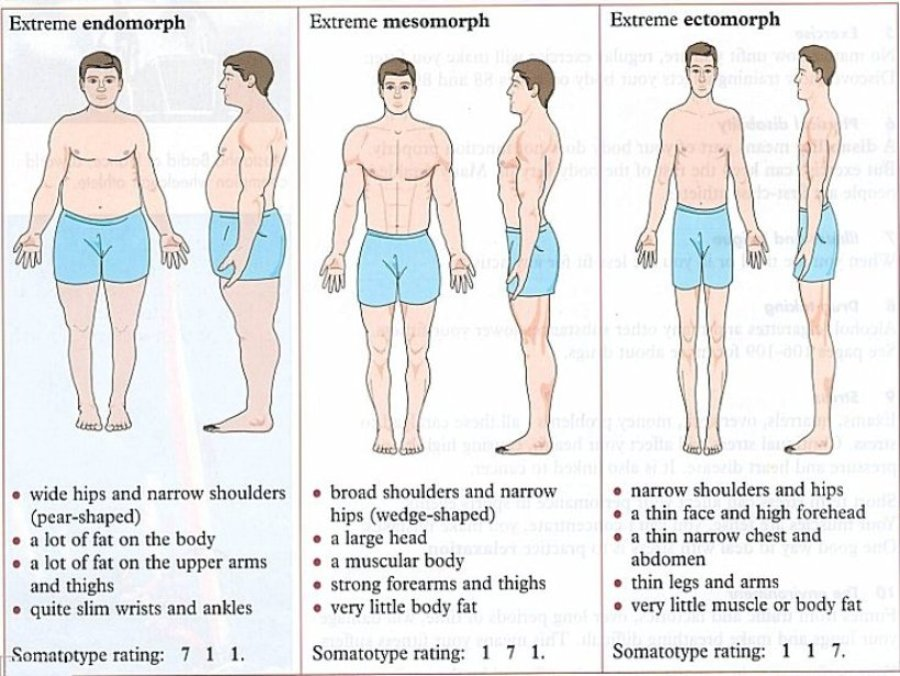 Extreme endomorph
wide hips and narrow shoulders
(pear-shaped)
a lot of fat on the body
a lot of fat on the upper arms
and thighs
quite slim wrists and ankles
Somatotype rating: 7 1 1.
Extreme mesomorph
broad shoulders and narrow
hips (wedge-shaped)
a large head
a muscular body
strong forearms and thighs
very little body fat
Somatotype rating: 1 7 1.
Extreme ectomorph
narrow shoulders and hips
a thin face and high forehead
a thin narrow chest and
abdomen
thin legs and arms
very little muscle or body fat
Somatotype rating: 1 1 7.